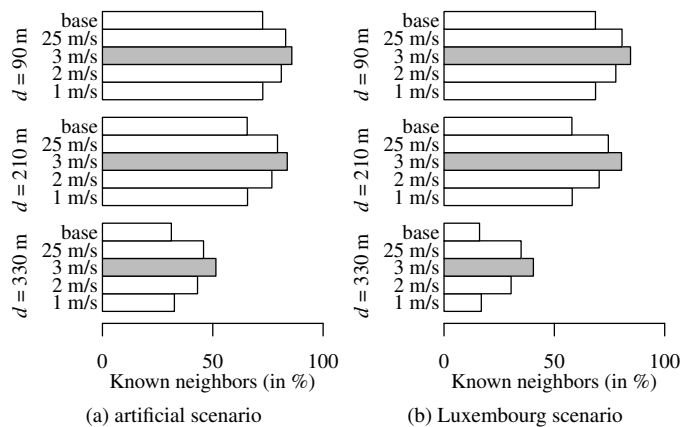 d = 90 m
base
25 m/s
3 m/s
2 m/s
1 m/s
d = 210 m
base
25 m/s
3 m/s
2 m/s
1 m/s
d = 330 m
base
25 m/s
3 m/s
2 m/s
1 m/s
0 50 100
Known neighbors (in %)
(a) artificial scenario
d = 90 m
base
25 m/s
3 m/s
2 m/s
1 m/s
d = 210 m
base
25 m/s
3 m/s
2 m/s
1 m/s
d = 330 m
base
25 m/s
3 m/s
2 m/s
1 m/s
0 50 100
Known neighbors (in %)
(b) Luxembourg scenario